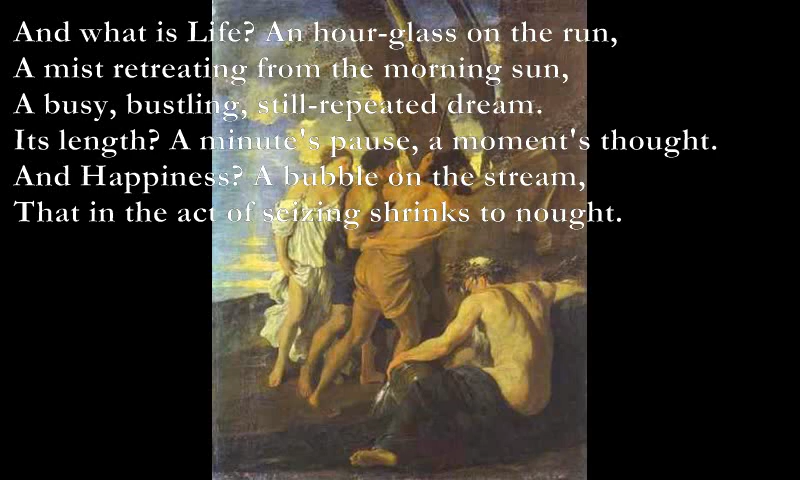 And what is Life? An hour-glass on the run,
A mist retreating from the morning sun,
A busy, bustling, still-repeated dream.
Its length? A minute's pause, a moment's thought.
And Happiness? A bubble on the stream,
That in the act of seizing shrinks to nought.